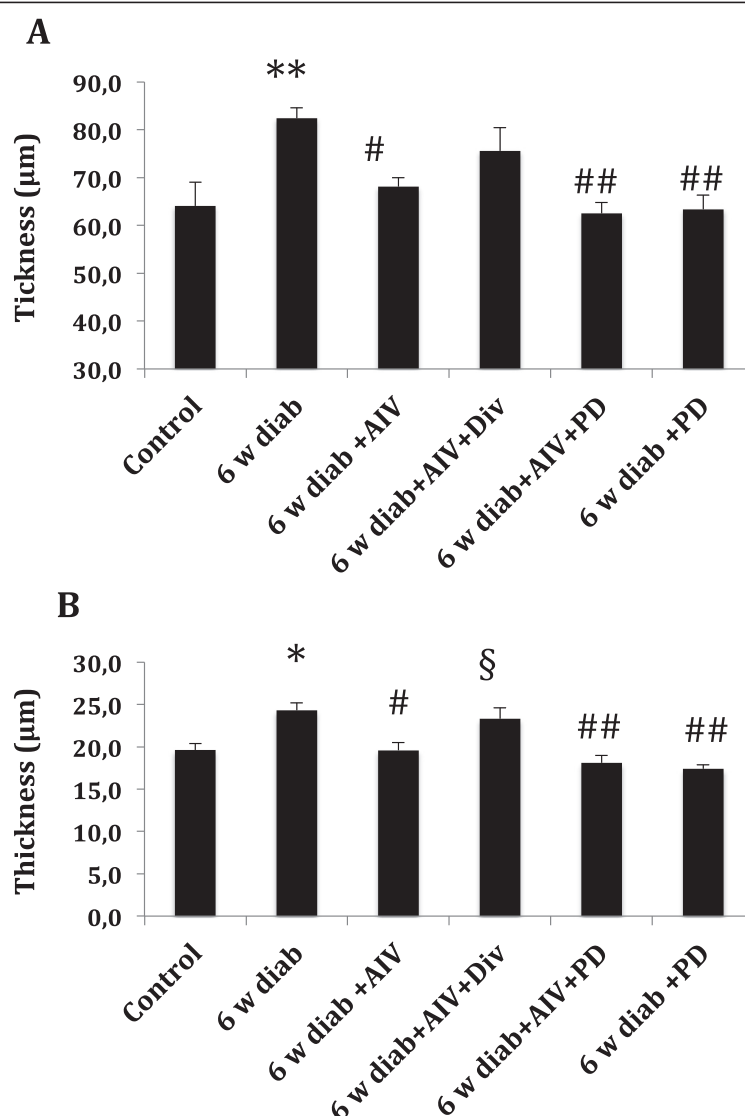 A
**
90,0
80,0
#
70,0
##
##
60,0
50,0
40,0
30,0
Tickness (µm)
Control
6 w diab
6 w diab +AIV
6 w diab+AIV+Div
6 w diab+AIV+PD
6 w diab +PD
B
30,0
*
§
25,0
#
##
##
20,0
15,0
10,0
5,0
0,0
Thickness (µm)
Control
6 w diab
6 w diab +AIV
6 w diab+AIV+Div
6 w diab+AIV+PD
6 w diab +PD